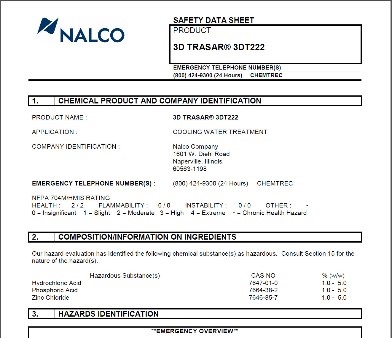 NALCO
SAFETY DATA SHEET
PRODUCT
3D TRASAR® 3DT222
EMERGENCY TELEPHONE NUMBER(S)
(800) 424-9300 (24 Hours) CHEMTREC
1. CHEMICAL PRODUCT AND COMPANY IDENTIFICATION
PRODUCT NAME : 3D TRASAR® 3DT222
APPLICATION : COOLING WATER TREATMENT
COMPANY IDENTIFICATION : Nalco Company
1601 W. Diehl Road
Naperville, Illinois
60563-1198
EMERGENCY TELEPHONE NUMBER(S) : (800) 424-9300 (24 Hours) CHEMTREC
NFPA 704M/HMIS RATING
HEALTH : 2 / 2 FLAMMABILITY : 0 / 0 INSTABILITY : 0 / 0 OTHER :
0 = Insignificant 1 = Slight 2 = Moderate 3 = High 4 = Extreme * = Chronic Health Hazard
2. COMPOSITION/INFORMATION ON INGREDIENTS
Our hazard evaluation has identified the following chemical substance(s) as hazardous. Consult Section 15 for the
nature of the hazard(s).
Hazardous Substance(s) CAS NO % (w/w)
Hydrochloric Acid 7647-01-0 1.0 - 5.0
Phosphoric Acid 7664-38-2 1.0 - 5.0
Zinc Chloride 7646-85-7 1.0 - 5.0
3. HAZARDS IDENTIFICATION
**EMERGENCY OVERVIEW**